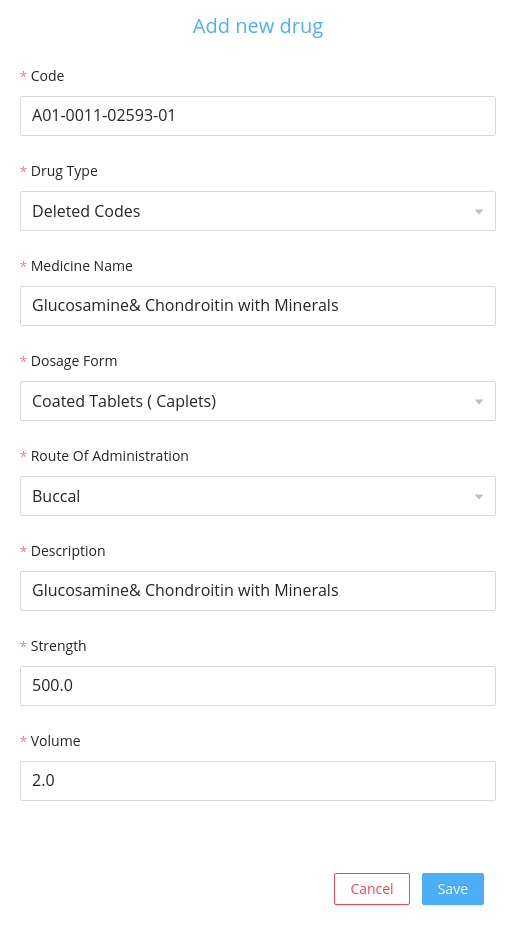 Add new drug
* Code
A01-0011-02593-01
* Drug Type
Deleted Codes
* Medicine Name
Glucosamine& Chondroitin with Minerals
* Dosage Form
Coated Tablets ( Caplets)
* Route Of Administration
Buccal
* Description
Glucosamine& Chondroitin with Minerals
* Strength
500.0
* Volume
2.0
Cancel Save